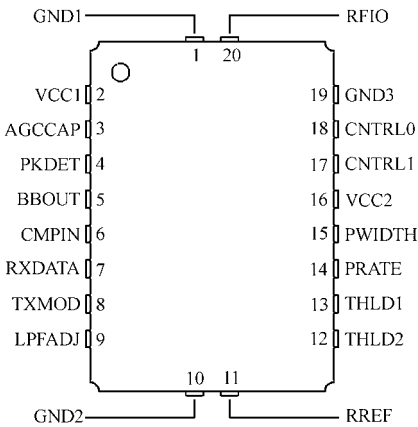 GND1 RFIO
1 20
VCC1 2 19 GND3
AGCCAP 3 18 CNTRL0
PKDET 4 17 CNTRL1
BBOUT 5 16 VCC2
CMPIN 6 15 PWIDTH
RXDATA 7 14 PRATE
TXMOD 8 13 THLD1
LPFADJ 9 12 THLD2
10 11
GND2 RREF